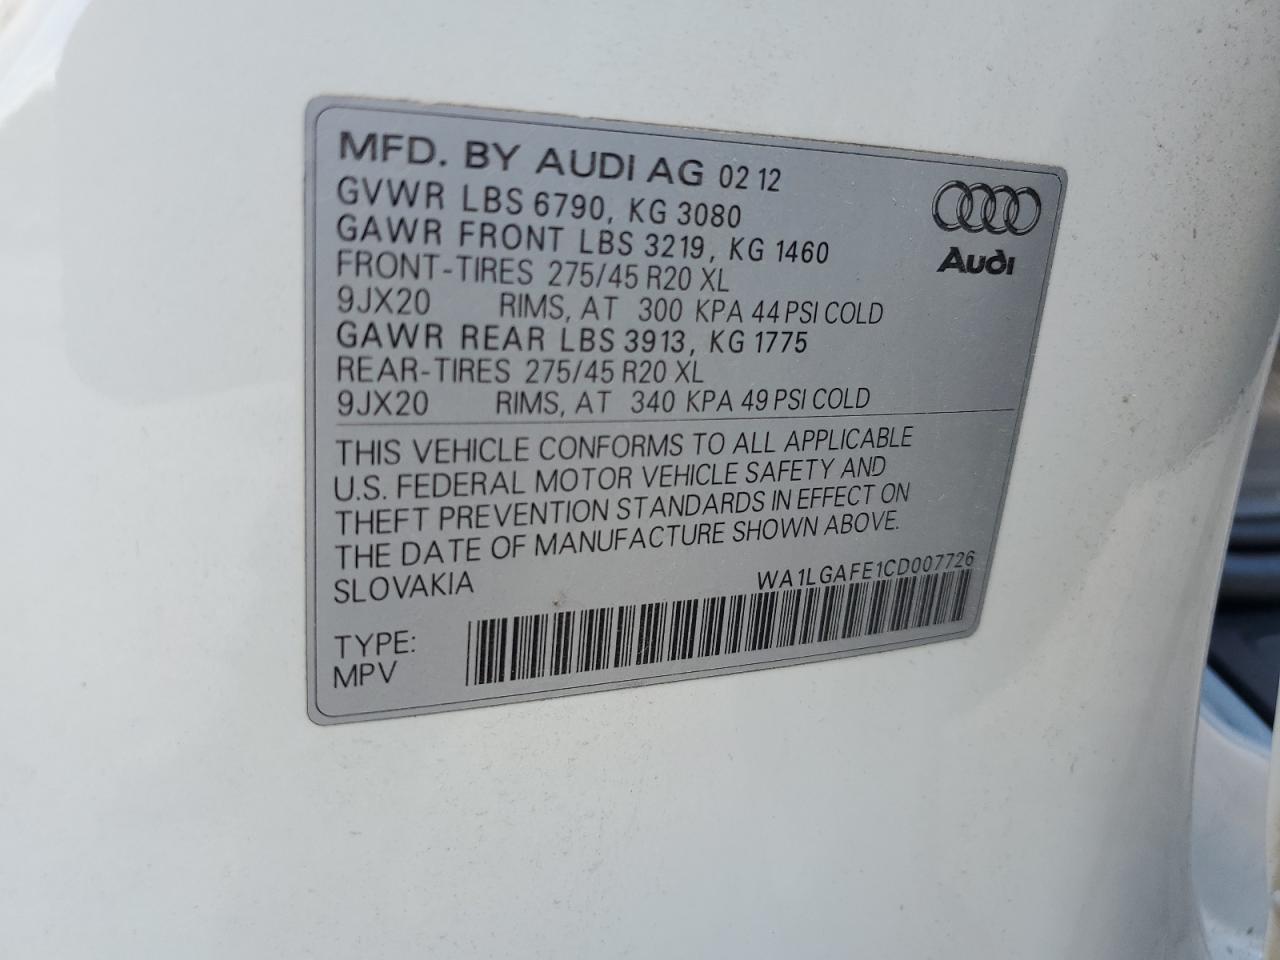 MFD. BY AUDI AG 02 12
GVWR LBS 6790, KG 3080
GAWR FRONT LBS 3219, KG 1460
FRONT-TIRES 275/45 R20 XL
9JX20 RIMS, AT 300 KPA 44 PSI COLD
GAWR REAR LBS 3913, KG 1775
REAR-TIRES 275/45 R20 XL
9JX20 RIMS, AT 340 KPA 49 PSI COLD
Audi
THIS VEHICLE CONFORMS TO ALL APPLICABLE
U.S. FEDERAL MOTOR VEHICLE SAFETY AND
THEFT PREVENTION STANDARDS IN EFFECT ON
THE DATE OF MANUFACTURE SHOWN ABOVE.
SLOVAKIA WA1LGAFE1CD007726
TYPE:
MPV